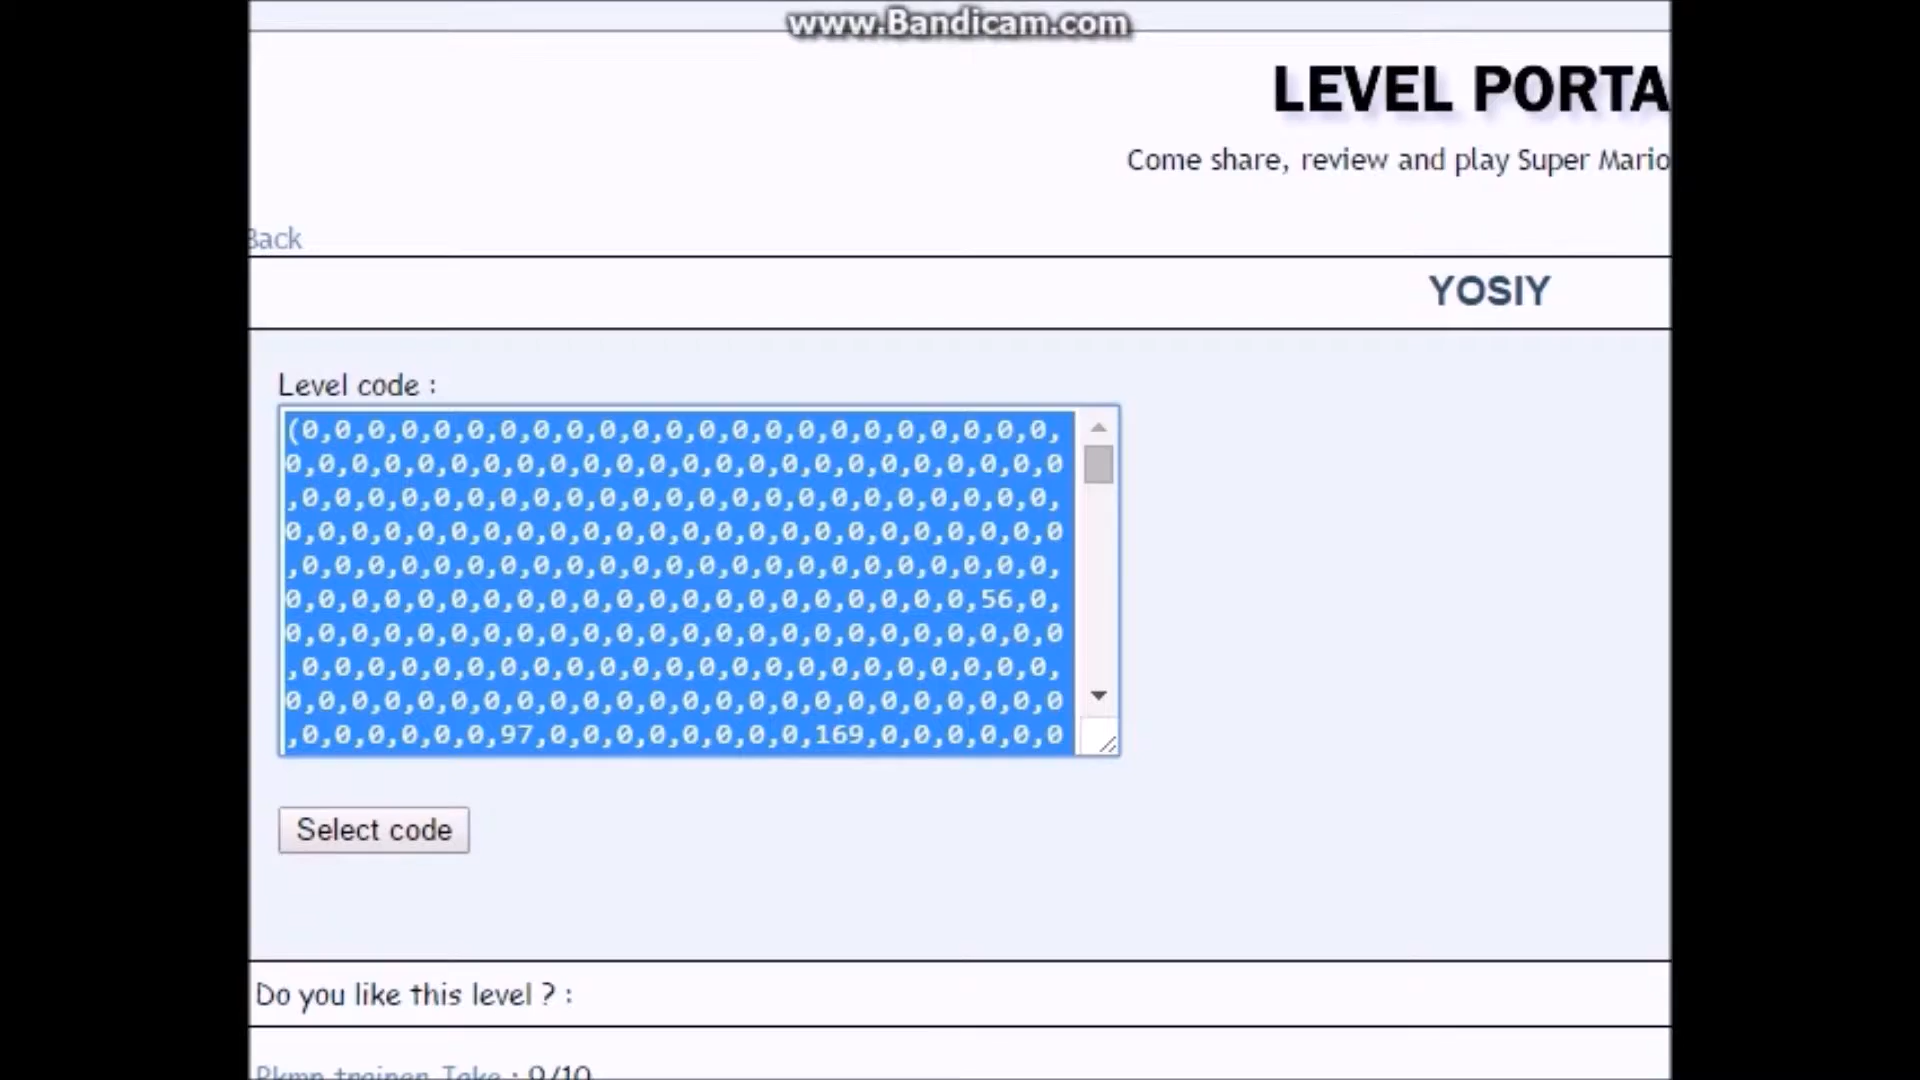 www.Bandicam.com
LEVEL PORTA
Come share, review and play Super Mario
Back
YOSIY
Level code :
(0,0,0,0,0,0,0,0,0,0,0,0,0,0,0,0,0,0,0,0,0,0,0,
0,0,0,0,0,0,0,0,0,0,0,0,0,0,0,0,0,0,0,0,0,0,0,0
,0,0,0,0,0,0,0,0,0,0,0,0,0,0,0,0,0,0,0,0,0,0,0,
0,0,0,0,0,0,0,0,0,0,0,0,0,0,0,0,0,0,0,0,0,0,0,0
,0,0,0,0,0,0,0,0,0,0,0,0,0,0,0,0,0,0,0,0,0,0,0,
0,0,0,0,0,0,0,0,0,0,0,0,0,0,0,0,0,0,0,0,0,56,0,
0,0,0,0,0,0,0,0,0,0,0,0,0,0,0,0,0,0,0,0,0,0,0,0
,0,0,0,0,0,0,0,0,0,0,0,0,0,0,0,0,0,0,0,0,0,0,0,
0,0,0,0,0,0,0,0,0,0,0,0,0,0,0,0,0,0,0,0,0,0,0,0
,0,0,0,0,0,0,97,0,0,0,0,0,0,0,0,169,0,0,0,0,0,0
Select code
Do you like this level ? :
Pkmn trainer Jake : 9/10